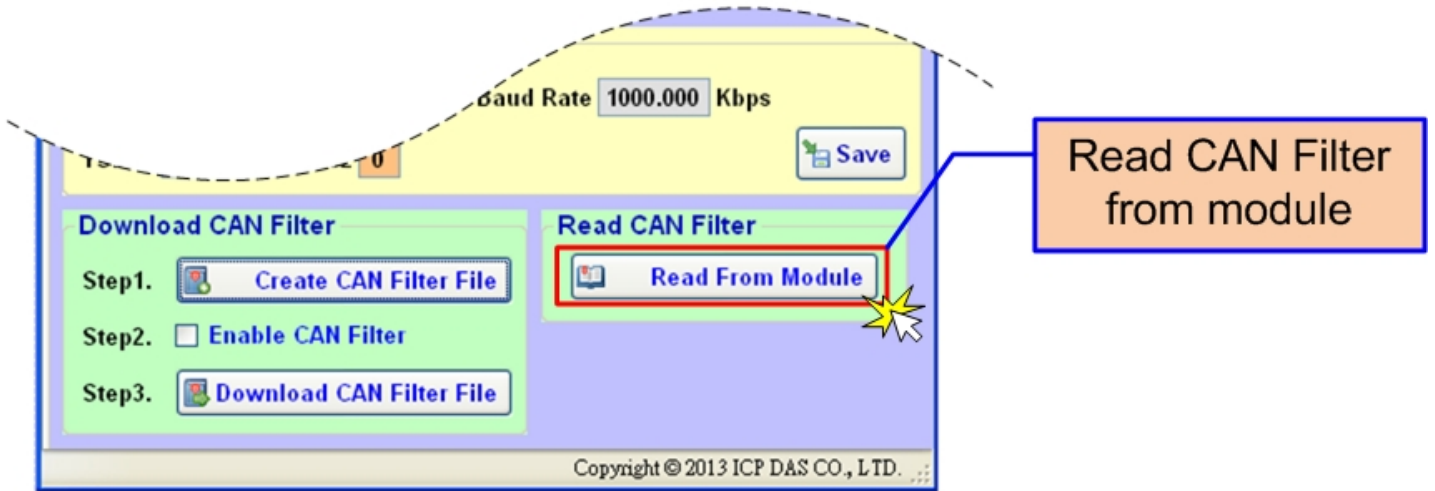 Baud Rate 1000.000 Kbps
0
Save
Read CAN Filter
from module
Download CAN Filter
Read CAN Filter
Step1. Create CAN Filter File
Read From Module
Step2. Enable CAN Filter
Step3. Download CAN Filter File
Copyright © 2013 ICP DAS CO., LTD.